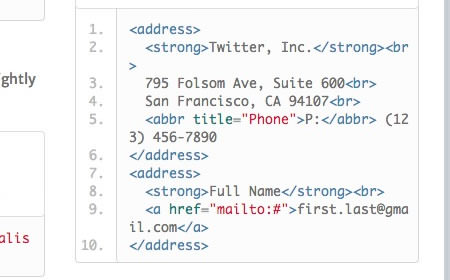 1. <address>
2. <strong>Twitter, Inc.</strong><br
>
3. 795 Folsom Ave, Suite 600<br>
ghtly
4. San Francisco, CA 94107<br>
5. <abbr title="Phone">P:</abbr> (12
3) 456-7890
6. </address>
7. <address>
8. <strong>Full Name</strong><br>
9. <a href="mailto:#">first.last@gma
il.com</a>
alis
10. </address>